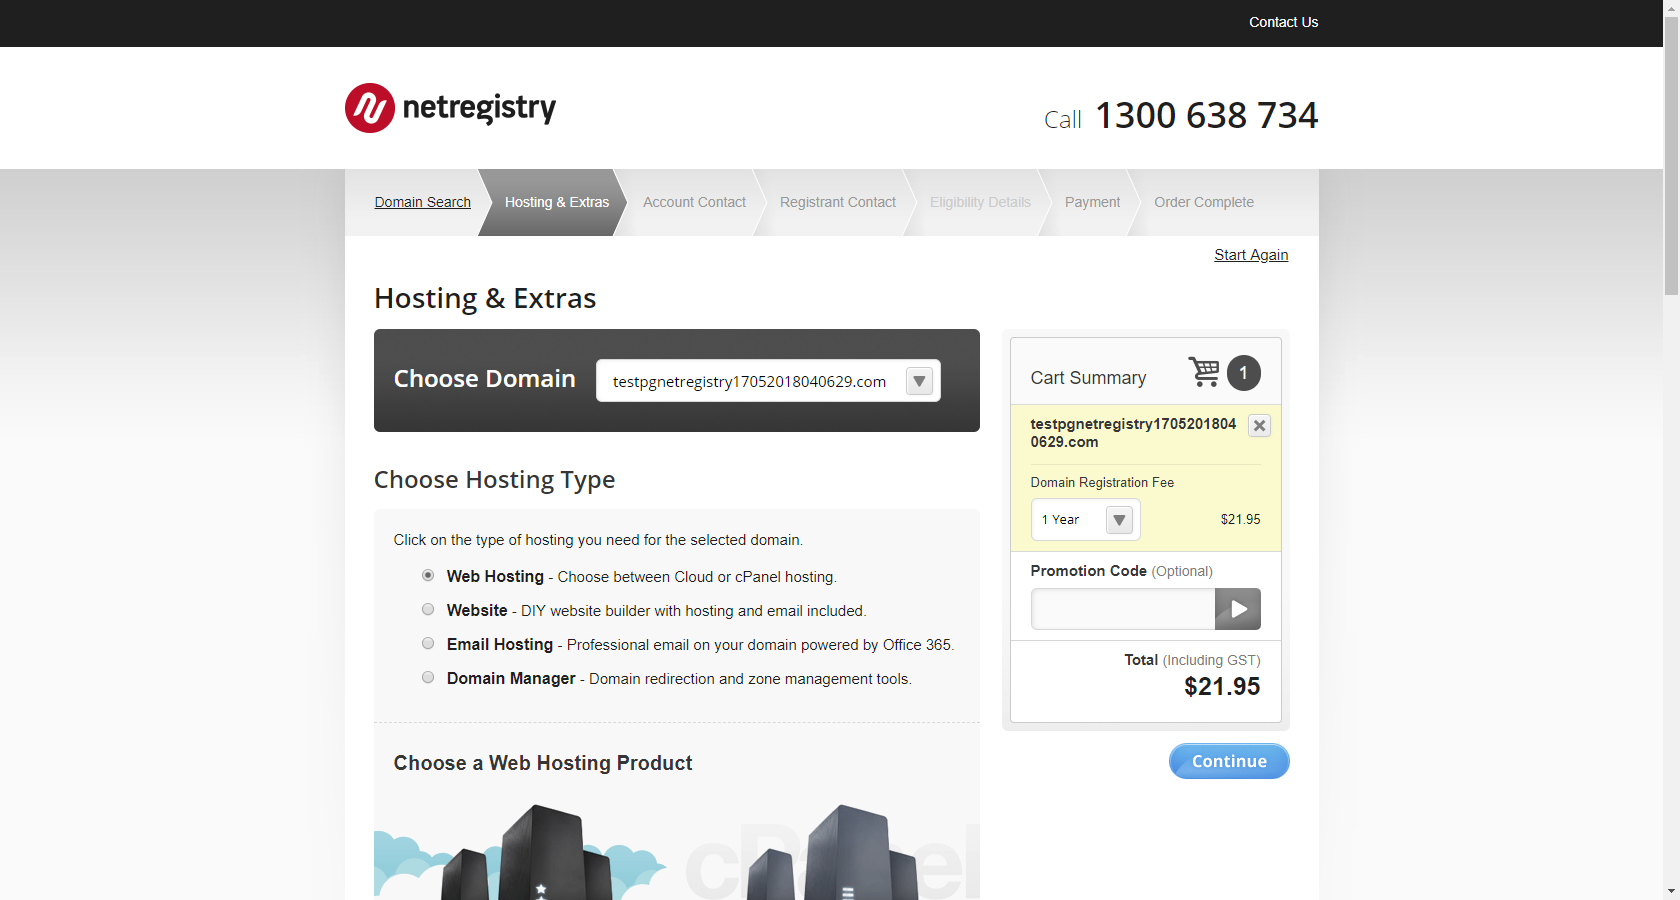 Contact Us
netregistry
Call 1300 638 734
Domain Search
Hosting & Extras
Account Contact
Registrant Contact
Eligibility Details
Payment
Order Complete
Start Again
Hosting & Extras
Choose Domain
testpgnetregistry17052018040629.com
Choose Hosting Type
Click on the type of hosting you need for the selected domain.
Web Hosting - Choose between Cloud or cPanel hosting.
Website - DIY website builder with hosting and email included.
Email Hosting - Professional email on your domain powered by Office 365.
Domain Manager - Domain redirection and zone management tools.
Choose a Web Hosting Product
cPanel
Cart Summary
1
testpgnetregistry1705201804
0629.com
Domain Registration Fee
1 Year
$21.95
Promotion Code (Optional)
Total (Including GST)
$21.95
Continue